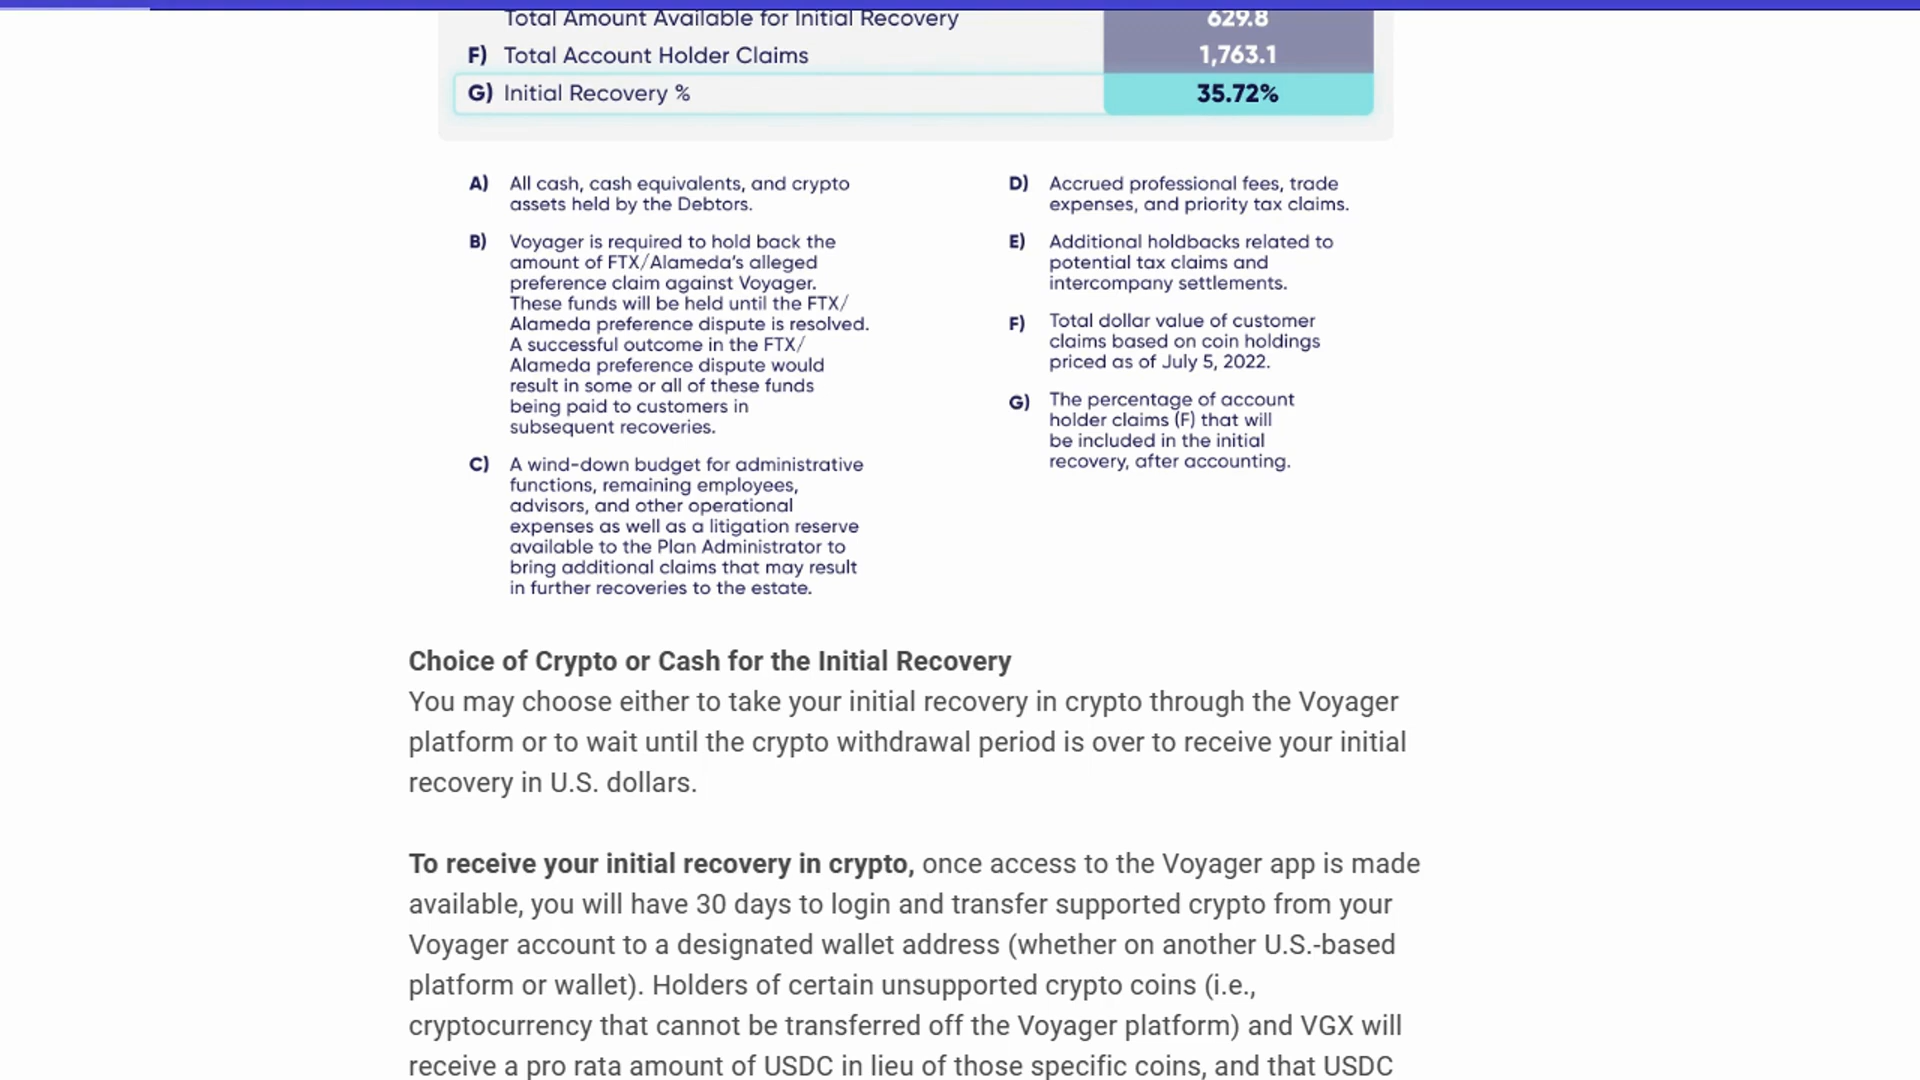 Total Amount Available for Initial Recovery 629.8
F) Total Account Holder Claims 1,763.1
G) Initial Recovery % 35.72%
A) All cash, cash equivalents, and crypto
assets held by the Debtors.
B) Voyager is required to hold back the
amount of FTX/Alameda's alleged
preference claim against Voyager.
These funds will be held until the FTX/
Alameda preference dispute is resolved.
A successful outcome in the FTX/
Alameda preference dispute would
result in some or all of these funds
being paid to customers in
subsequent recoveries.
C) A wind-down budget for administrative
functions, remaining employees,
advisors, and other operational
expenses as well as a litigation reserve
available to the Plan Administrator to
bring additional claims that may result
in further recoveries to the estate.
D) Accrued professional fees, trade
expenses, and priority tax claims.
E) Additional holdbacks related to
potential tax claims and
intercompany settlements.
F) Total dollar value of customer
claims based on coin holdings
priced as of July 5, 2022.
G) The percentage of account
holder claims (F) that will
be included in the initial
recovery, after accounting.
Choice of Crypto or Cash for the Initial Recovery
You may choose either to take your initial recovery in crypto through the Voyager
platform or to wait until the crypto withdrawal period is over to receive your initial
recovery in U.S. dollars.
To receive your initial recovery in crypto, once access to the Voyager app is made
available, you will have 30 days to login and transfer supported crypto from your
Voyager account to a designated wallet address (whether on another U.S.-based
platform or wallet). Holders of certain unsupported crypto coins (i.e.,
cryptocurrency that cannot be transferred off the Voyager platform) and VGX will
receive a pro rata amount of USDC in lieu of those specific coins, and that USDC